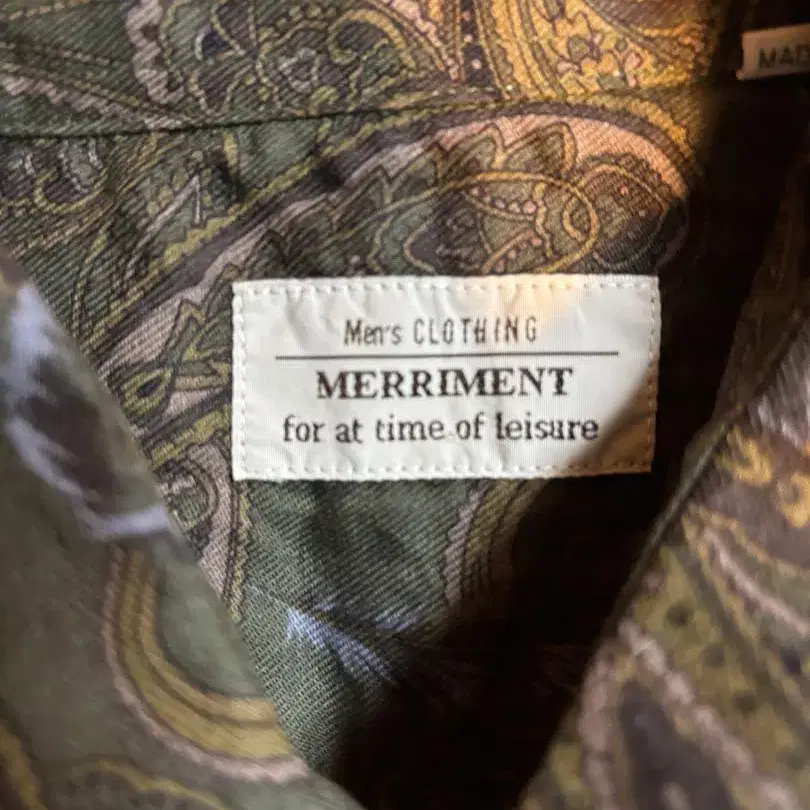 Men's CLOTHING
MERRIMENT
for at time of leisure